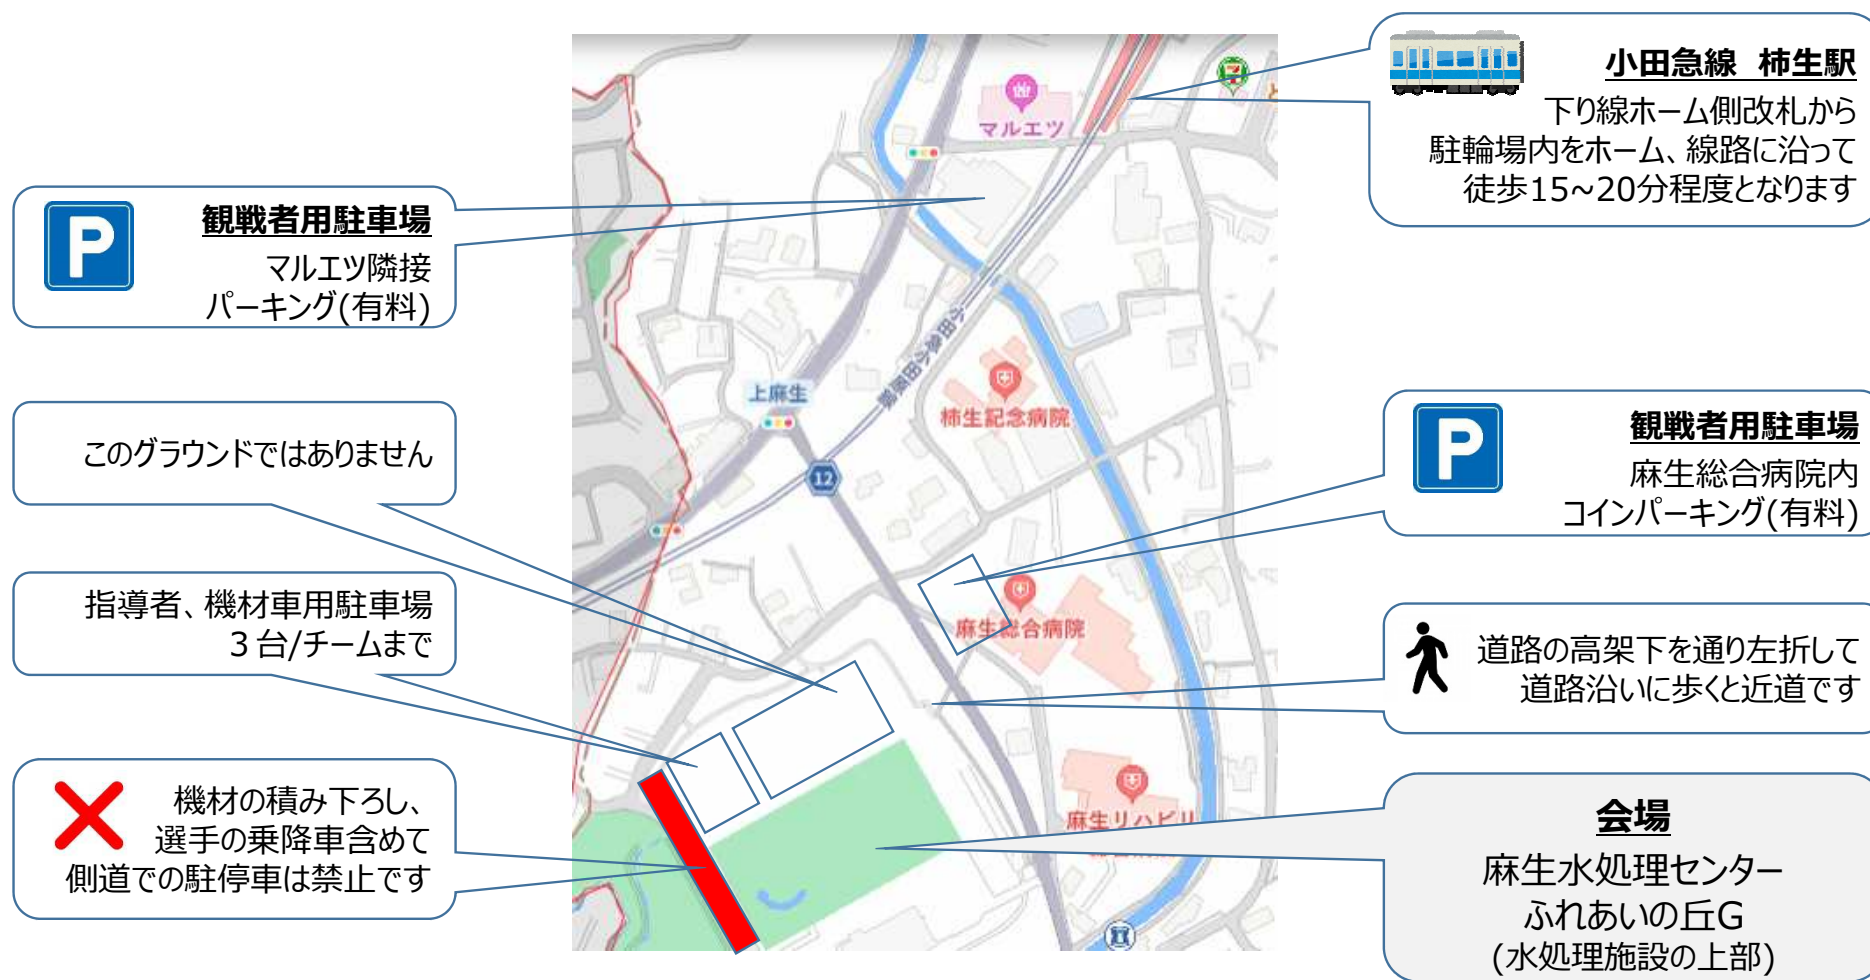 小田急線 柿生駅
下り線ホーム側改札から
駐輪場内をホーム、線路に沿って
徒歩15~20分程度となります
P
観戦者用駐車場
マルエツ隣接
パーキング(有料)
このグラウンドではありません
指導者、機材車用駐車場
3台/チームまで
機材の積み下ろし、
選手の乗降車含めて
側道での駐停車は禁止です
マルエツ
小田急小田原線
上麻生
12
柿生記念病院
麻生総合病院
麻生リハビリ
P
観戦者用駐車場
麻生総合病院内
コインパーキング(有料)
道路の高架下を通り左折して
道路沿いに歩くと近道です
会場
麻生水処理センター
ふれあいの丘G
(水処理施設の上部)